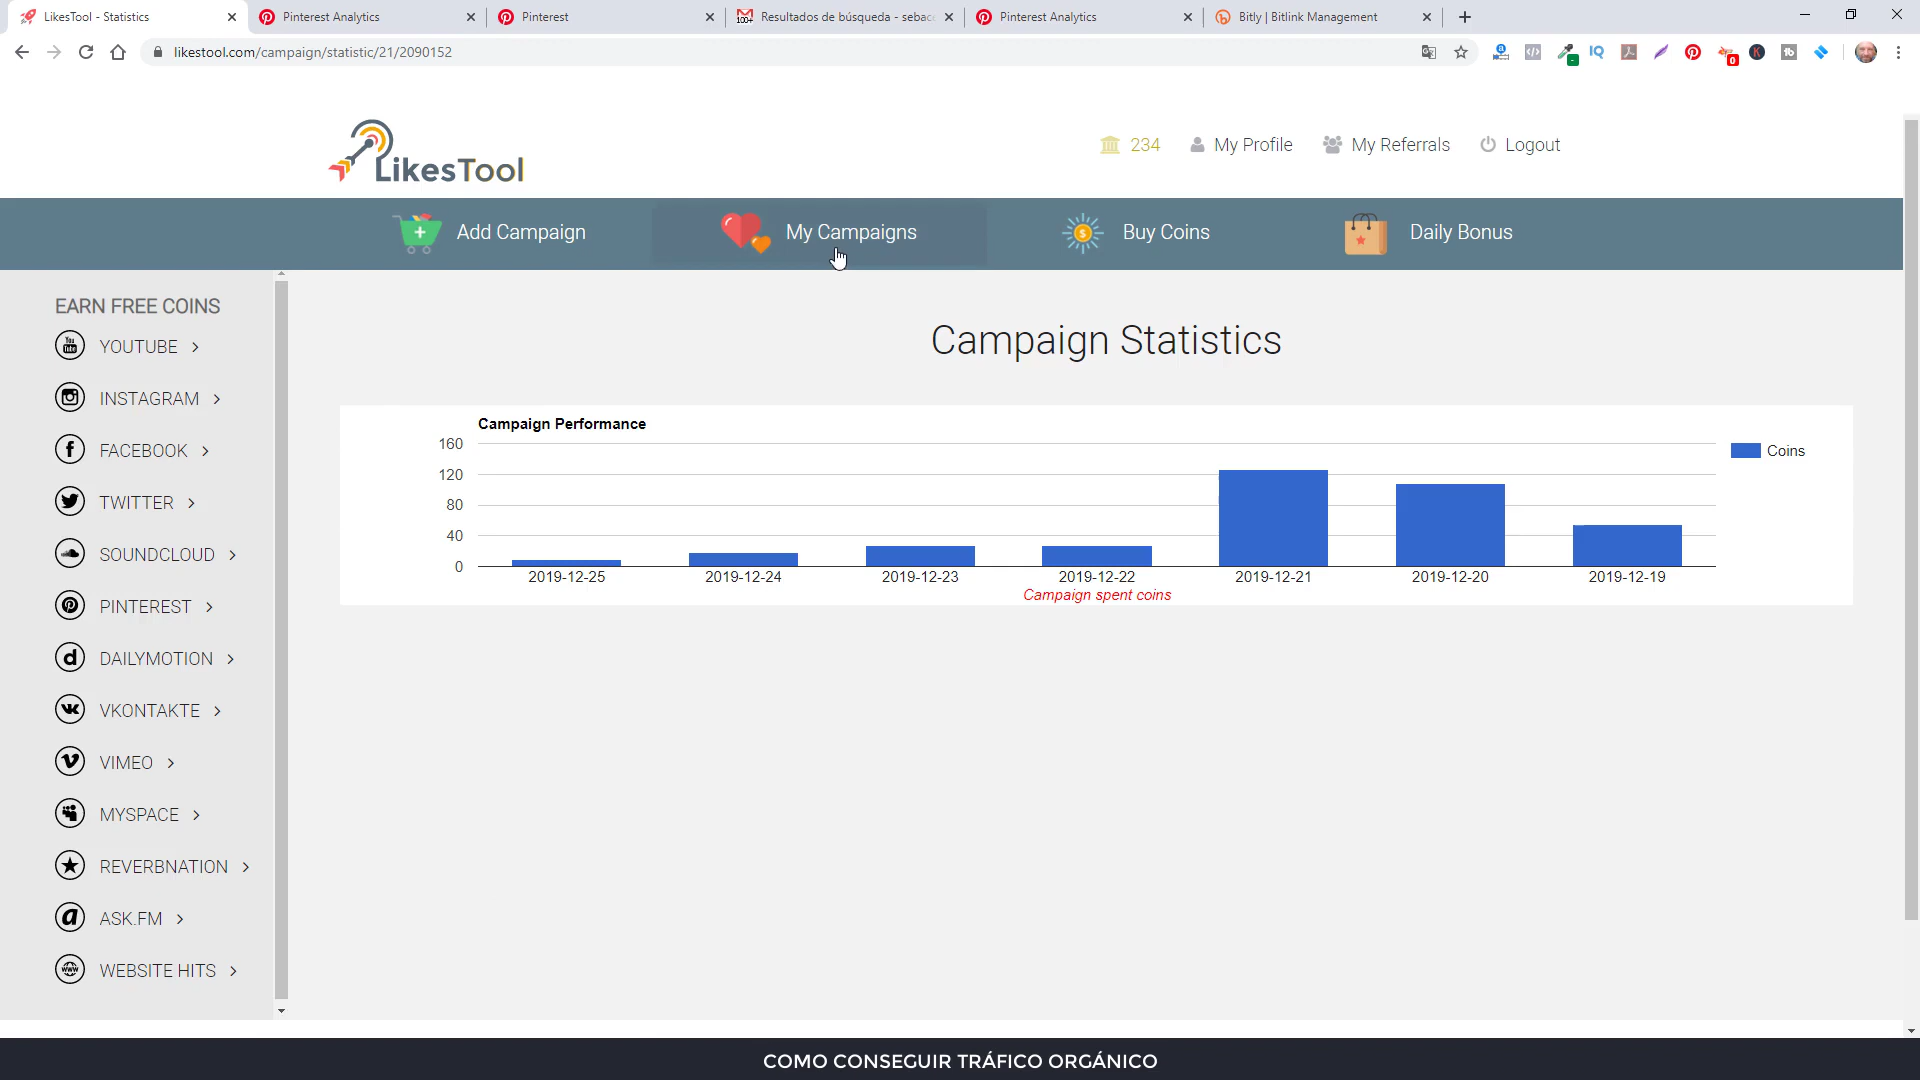 LikesTool - Statistics
Pinterest Analytics
Pinterest
100+
Resultados de búsqueda - sebac
Pinterest Analytics
Bitly | Bitlink Management
likestool.com/campaign/statistic/21/2090152
IQ
0
K
LikesTool
234
My Profile
My Referrals
Logout
Add Campaign
My Campaigns
Buy Coins
Daily Bonus
EARN FREE COINS
YOUTUBE
INSTAGRAM
FACEBOOK
TWITTER
SOUNDCLOUD
PINTEREST
DAILYMOTION
VKONTAKTE
VIMEO
MYSPACE
REVERBNATION
ASK.FM
WEBSITE HITS
Campaign Statistics
Campaign Performance
160
120
80
40
0
Coins
2019-12-25
2019-12-24
2019-12-23
2019-12-22
2019-12-21
2019-12-20
2019-12-19
Campaign spent coins
COMO CONSEGUIR TRÁFICO ORGÁNICO